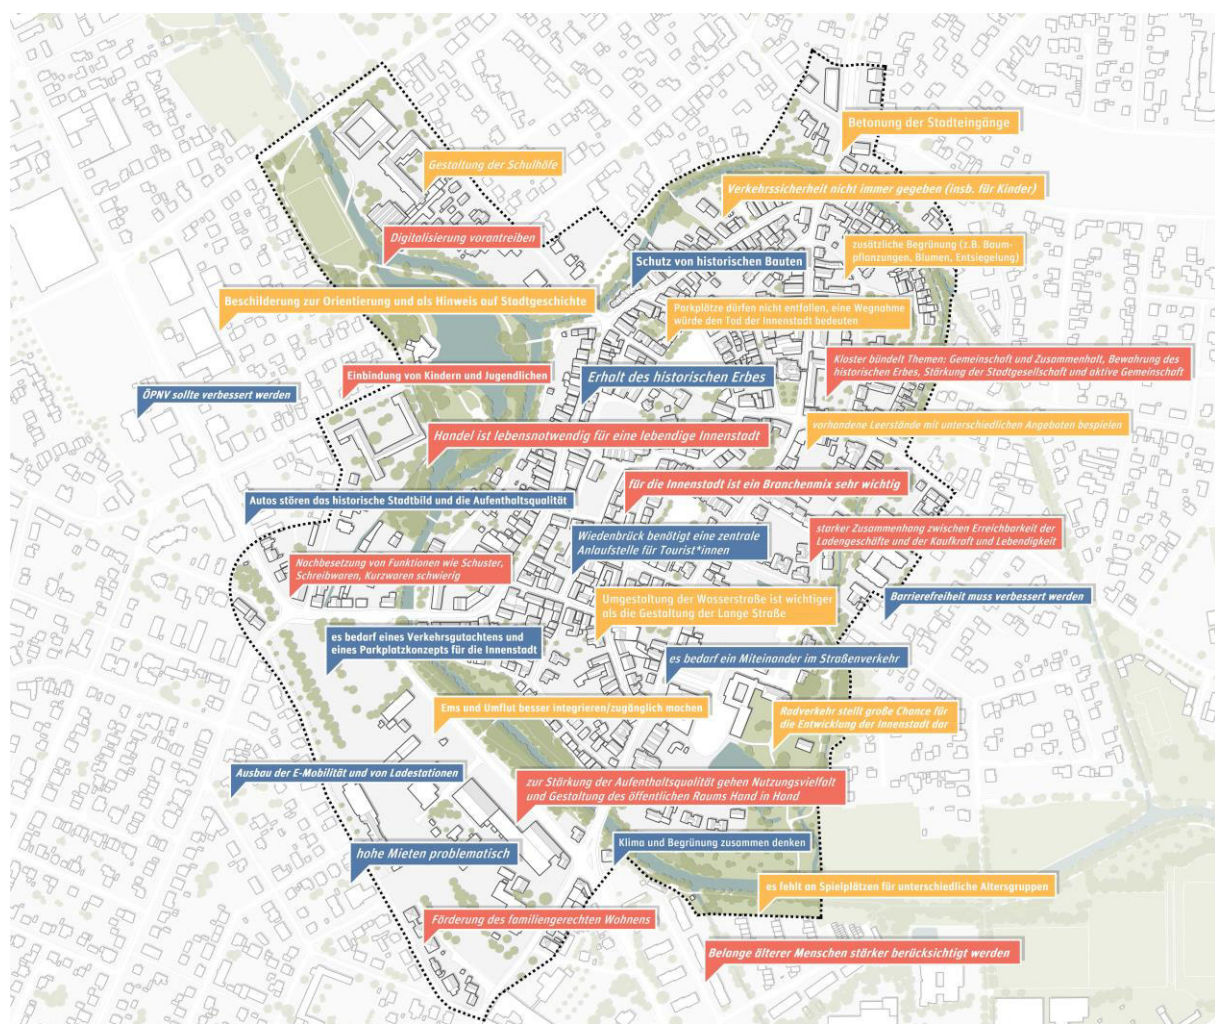 Betonung der Stadteingänge
Gestaltung der Schulhöfe
Verkehrssicherheit nicht immer gegeben (insb. für Kinder)
Digitalisierung vorantreiben
zusätzliche Begrünung (z.B. Baum-
pflanzungen, Blumen, Entsiegelung)
Schutz von historischen Bauten
Beschilderung zur Orientierung und als Hinweis auf Stadtgeschichte
Parkplätze dürfen nicht entfallen, eine Wegnahme
würde den Tod der Innenstadt bedeuten
Kloster bündelt Themen: Gemeinschaft und Zusammenhalt, Bewahrung des
historischen Erbes, Stärkung der Stadtgesellschaft und aktive Gemeinschaft
Einbindung von Kindern und Jugendlichen
Erhalt des historischen Erbes
ÖPNV sollte verbessert werden
vorhandene Leerstände mit unterschiedlichen Angeboten bespielen
Handel ist lebensnotwendig für eine lebendige Innenstadt
für die Innenstadt ist ein Branchenmix sehr wichtig
Autos stören das historische Stadtbild und die Aufenthaltsqualität
starker Zusammenhang zwischen Erreichbarkeit der
Ladengeschäfte und der Kaufkraft und Lebendigkeit
Wiedenbrück benötigt eine zentrale
Anlaufstelle für Tourist*innen
Nachbesetzung von Funktionen wie Schuster,
Schreibwaren, Kurzwaren schwierig
Umgestaltung der Wasserstraße ist wichtiger
als die Gestaltung der Lange Straße
Barrierefreiheit muss verbessert werden
es bedarf eines Verkehrsgutachtens und
eines Parkplatzkonzepts für die Innenstadt
es bedarf ein Miteinander im Straßenverkehr
Ems und Umflut besser integrieren/zugänglich machen
Radverkehr stellt große Chance für
die Entwicklung der Innenstadt dar
Ausbau der E-Mobilität und von Ladestationen
zur Stärkung der Aufenthaltsqualität gehen Nutzungsvielfalt
und Gestaltung des öffentlichen Raums Hand in Hand
hohe Mieten problematisch
Klima und Begrünung zusammen denken
es fehlt an Spielplätzen für unterschiedliche Altersgruppen
Förderung des familiengerechten Wohnens
Belange älterer Menschen stärker berücksichtigt werden